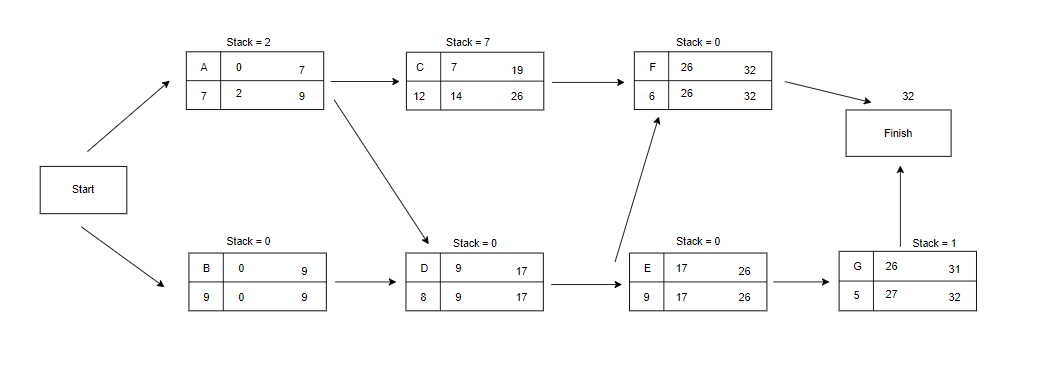 Stack = 2
Stack = 7
Stack = 0
A 0 7
7 2 9
C 7 19
12 14 26
F 26 32
6 26 32
32
Finish
Start
Stack = 0
Stack = 0
Stack = 0
Stack = 1
B 0 9
9 0 9
D 9 17
8 9 17
E 17 26
9 17 26
G 26 31
5 27 32